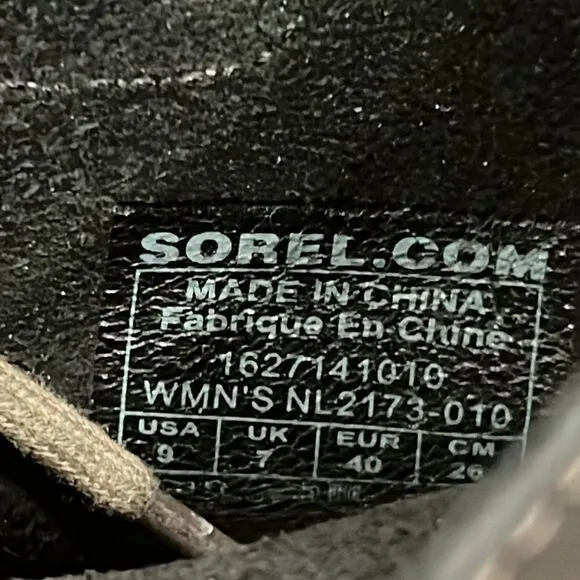 SOREL.COM
MADE IN CHINA
Fabrique En Chine
1627141010
WMN'S NL2173-010
USA UK EUR CM
9 7 40 26